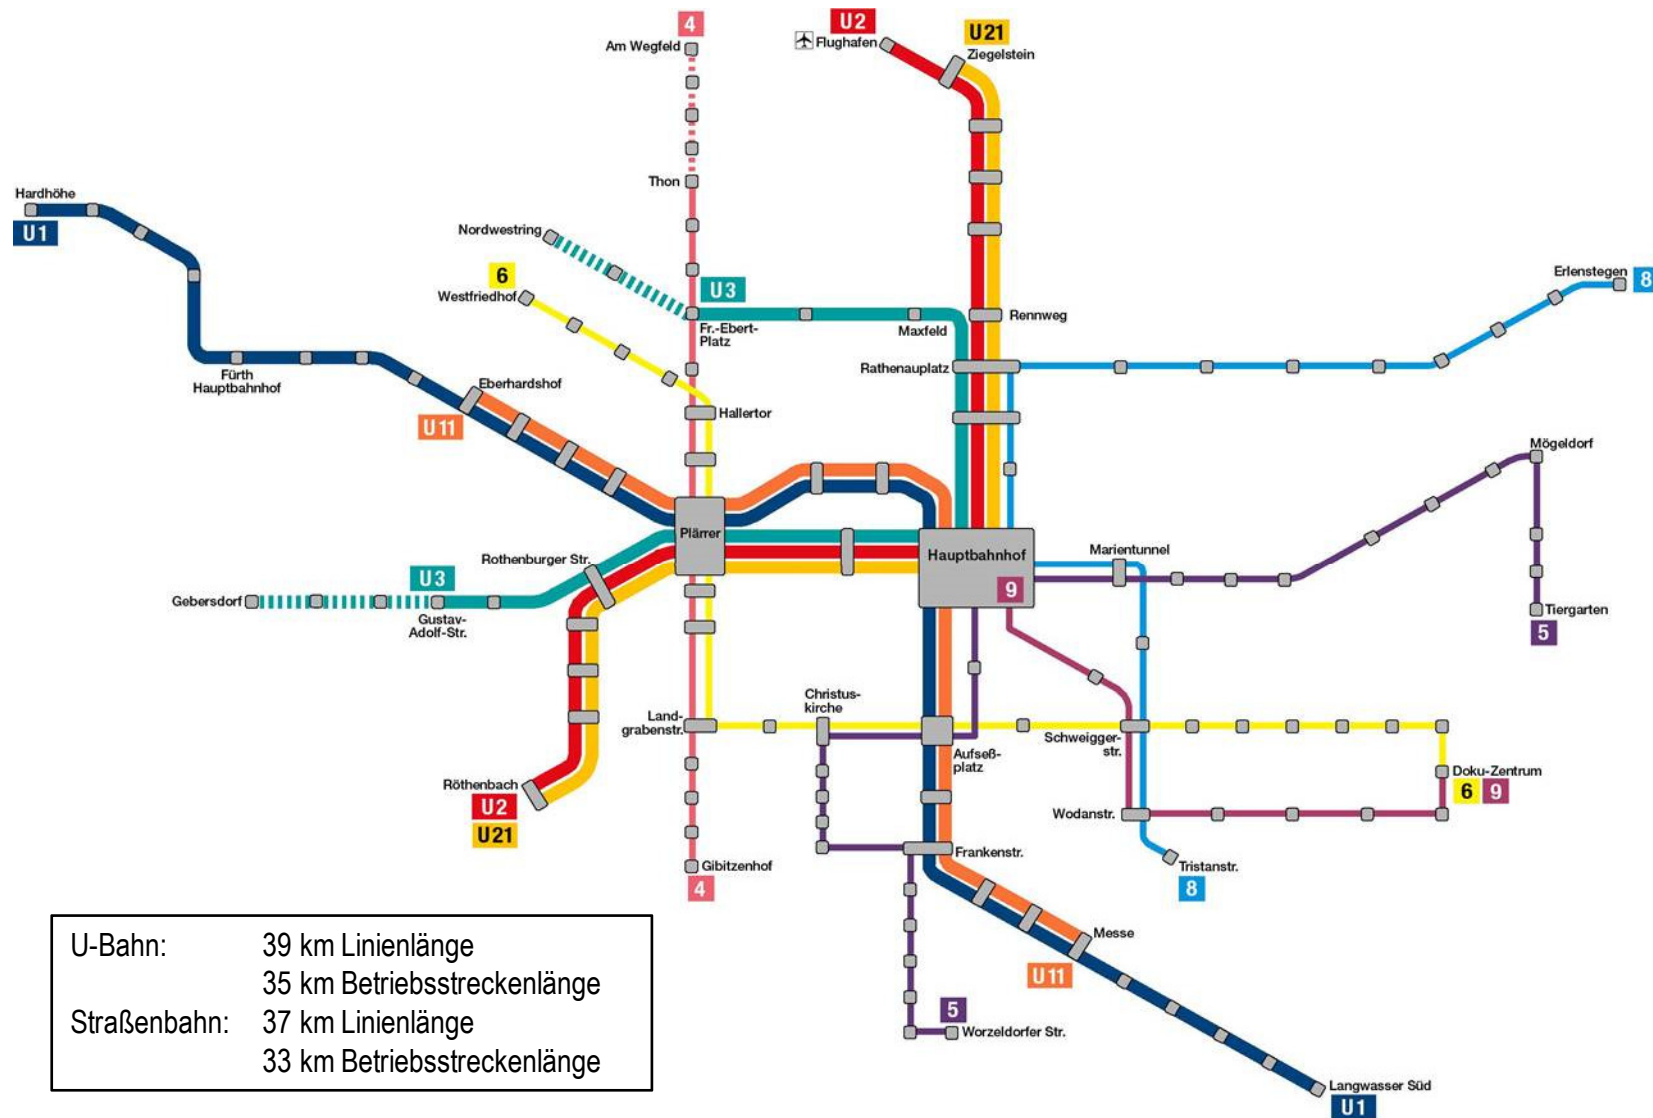 4
Am Wegfeld
U2
Flughafen
U21
Ziegelstein
Thon
Hardhöhe
U1
Nordwestring
6
Westfriedhof
U3
Fr.-Ebert-
Platz
Maxfeld
Rennweg
Erlenstegen
8
Rathenauplatz
Fürth
Hauptbahnhof
Eberhardshof
U11
Hallertor
Mögeldorf
Plärrer
Rothenburger Str.
Hauptbahnhof
9
Marientunnel
U3
Gebersdorf
Gustav-
Adolf-Str.
Tiergarten
5
Christus-
kirche
Land-
grabenstr.
Aufseß-
platz
Schweigger-
str.
Doku-Zentrum
6 9
Röthenbach
U2
U21
Wodanstr.
Frankenstr.
Gibitzenhof
4
Tristanstr.
8
Messe
U11
5
Worzeldorfer Str.
Langwasser Süd
U1
U-Bahn: 39 km Linienlänge
35 km Betriebsstreckenlänge
Straßenbahn: 37 km Linienlänge
33 km Betriebsstreckenlänge